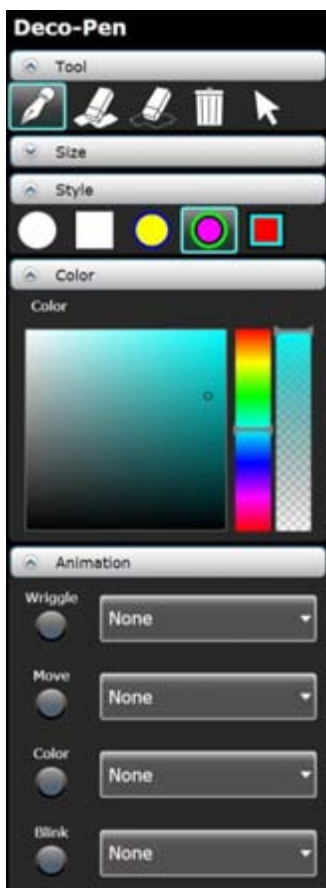 Deco-Pen
Tool
Size
Style
Color
Color
Animation
Wriggle
None
Move
None
Color
None
Blink
None